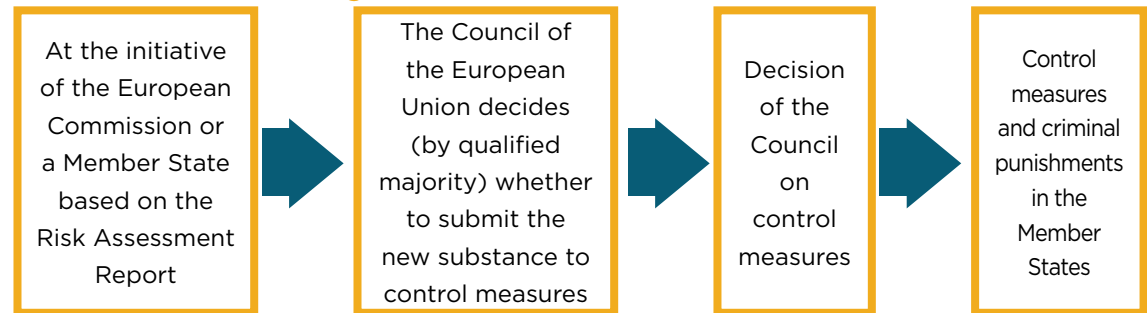 At the initiative
of the European
Commission or
a Member State
based on the
Risk Assessment
Report
The Council of
the European
Union decides
(by qualified
majority) whether
to submit the
new substance to
control measures
Decision
of the
Council
on
control
measures
Control
measures
and criminal
punishments
in the
Member
States